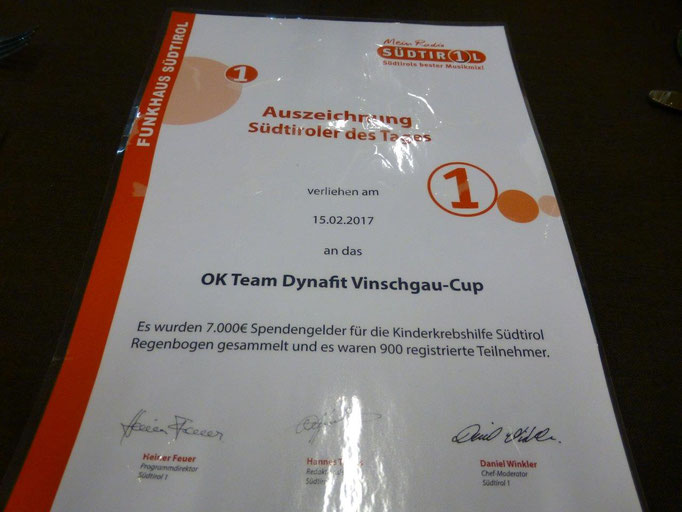 FUNKHAUS SÜDTIROL
Mein Radio
SÜDTIR1L
Südtirols bester Musikmix!
1
Auszeichnung
Südtiroler des Tages
1
verliehen am
15.02.2017
an das
OK Team Dynafit Vinschgau-Cup
Es wurden 7.000€ Spendengelder für die Kinderkrebshilfe Südtirol
Regenbogen gesammelt und es waren 900 registrierte Teilnehmer.
Heiner Feuer
Programmdirektor
Südtirol 1
Hannes
Daniel Winkler
Chef-Moderator
Südtirol 1